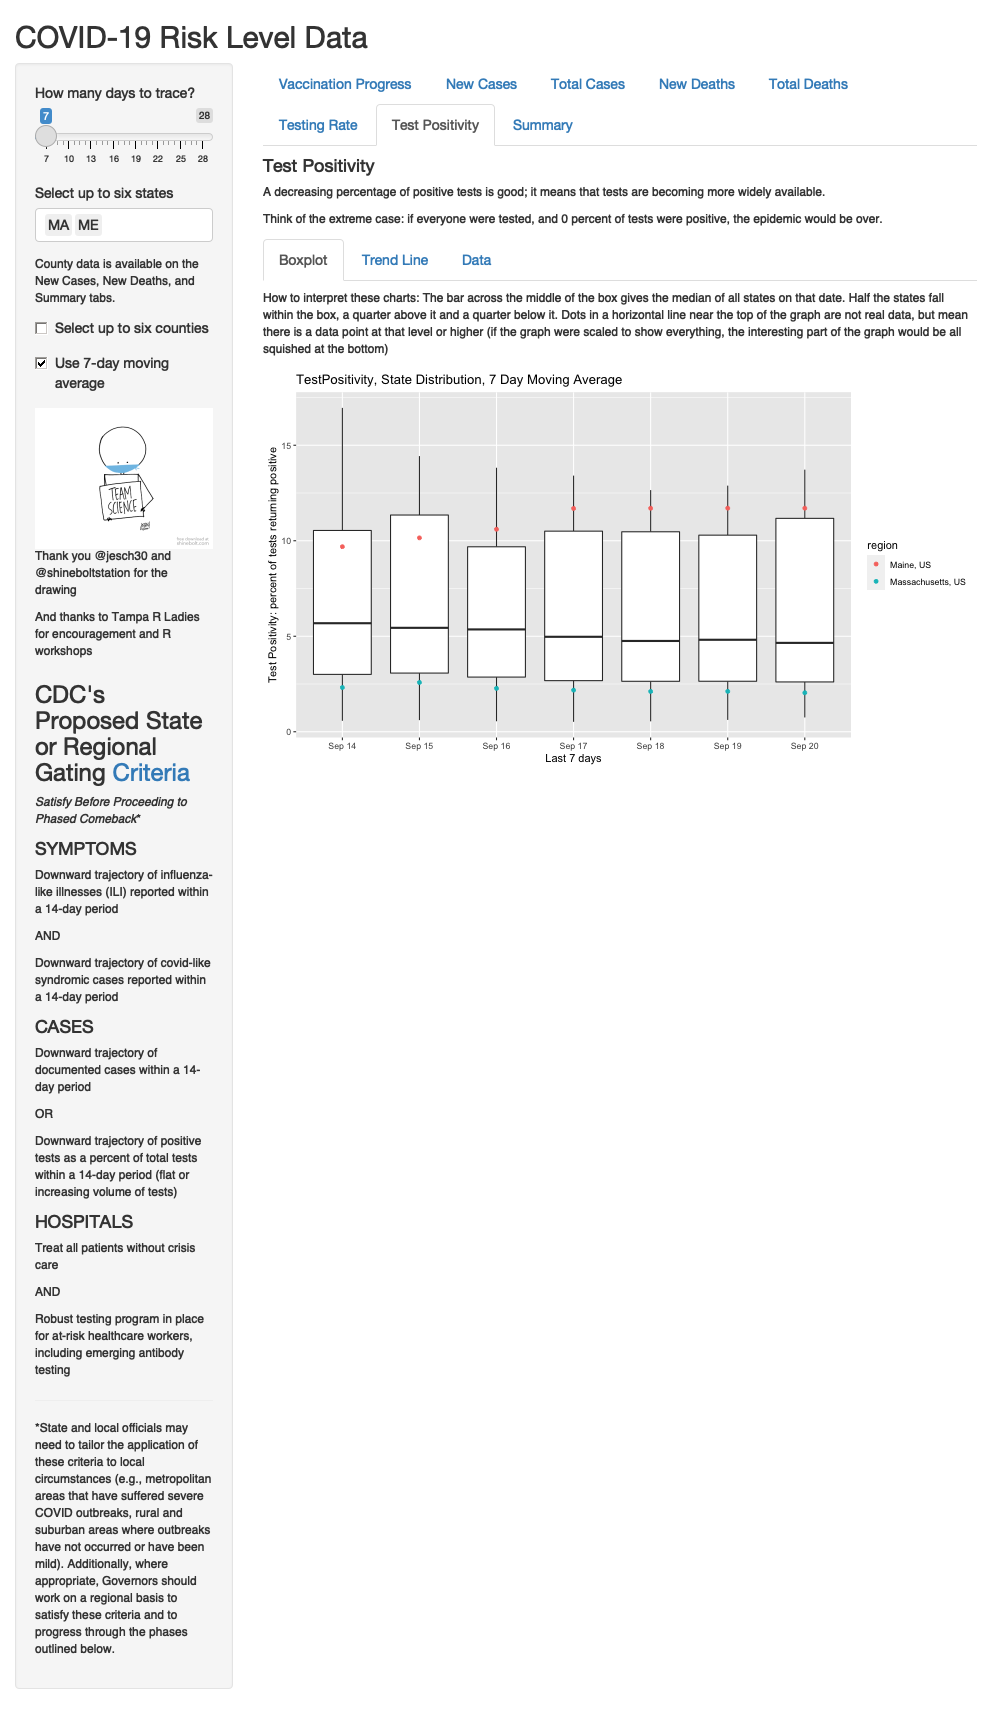 COVID-19 Risk Level Data
How many days to trace?
7
28
7 10 13 16 19 22 25 28
Select up to six states
MA ME
County data is available on the
New Cases, New Deaths, and
Summary tabs.
Select up to six counties
Use 7-day moving
average
TEAM
SCIENCE
Thank you @jesch30 and
@shineboltstation for the
drawing
And thanks to Tampa R Ladies
for encouragement and R
workshops
CDC's
Proposed State
or Regional
Gating Criteria
Satisfy Before Proceeding to
Phased Comeback*
SYMPTOMS
Downward trajectory of influenza-
like illnesses (ILI) reported within
a 14-day period
AND
Downward trajectory of covid-like
syndromic cases reported within
a 14-day period
CASES
Downward trajectory of
documented cases within a 14-
day period
OR
Downward trajectory of positive
tests as a percent of total tests
within a 14-day period (flat or
increasing volume of tests)
HOSPITALS
Treat all patients without crisis
care
AND
Robust testing program in place
for at-risk healthcare workers,
including emerging antibody
testing
*State and local officials may
need to tailor the application of
these criteria to local
circumstances (e.g., metropolitan
areas that have suffered severe
COVID outbreaks, rural and
suburban areas where outbreaks
have not occurred or have been
mild). Additionally, where
appropriate, Governors should
work on a regional basis to
satisfy these criteria and to
progress through the phases
outlined below.
Vaccination Progress New Cases Total Cases New Deaths Total Deaths
Testing Rate Test Positivity Summary
Test Positivity
A decreasing percentage of positive tests is good; it means that tests are becoming more widely available.
Think of the extreme case: if everyone were tested, and 0 percent of tests were positive, the epidemic would be over.
Boxplot Trend Line Data
How to interpret these charts: The bar across the middle of the box gives the median of all states on that date. Half the states fall
within the box, a quarter above it and a quarter below it. Dots in a horizontal line near the top of the graph are not real data, but mean
there is a data point at that level or higher (if the graph were scaled to show everything, the interesting part of the graph would be all
squished at the bottom)
TestPositivity, State Distribution, 7 Day Moving Average
Test Positivity: percent of tests returning positive
15
10
5
0
Sep 14 Sep 15 Sep 16 Sep 17 Sep 18 Sep 19 Sep 20
Last 7 days
region
Maine, US
Massachusetts, US